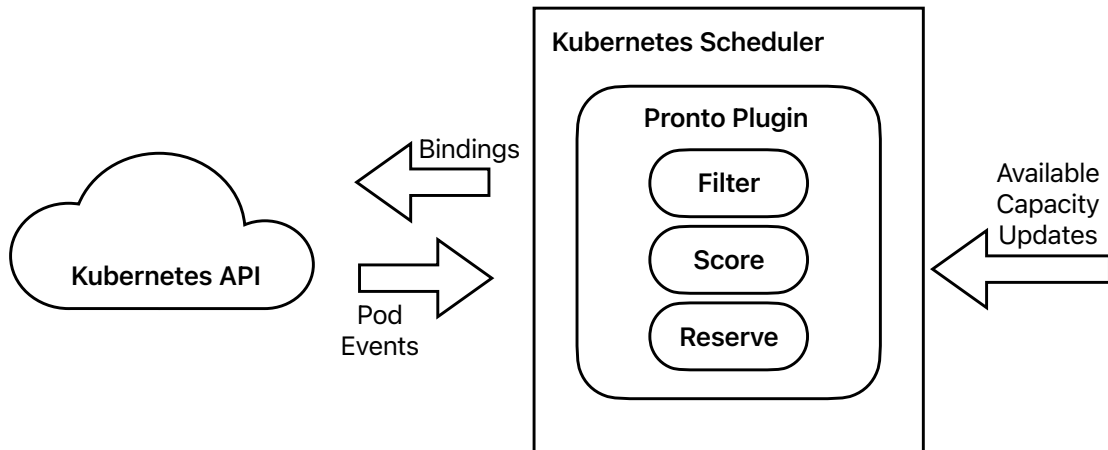 Kubernetes Scheduler
Pronto Plugin
Filter
Score
Reserve
Bindings
Kubernetes API
Pod
Events
Available
Capacity
Updates